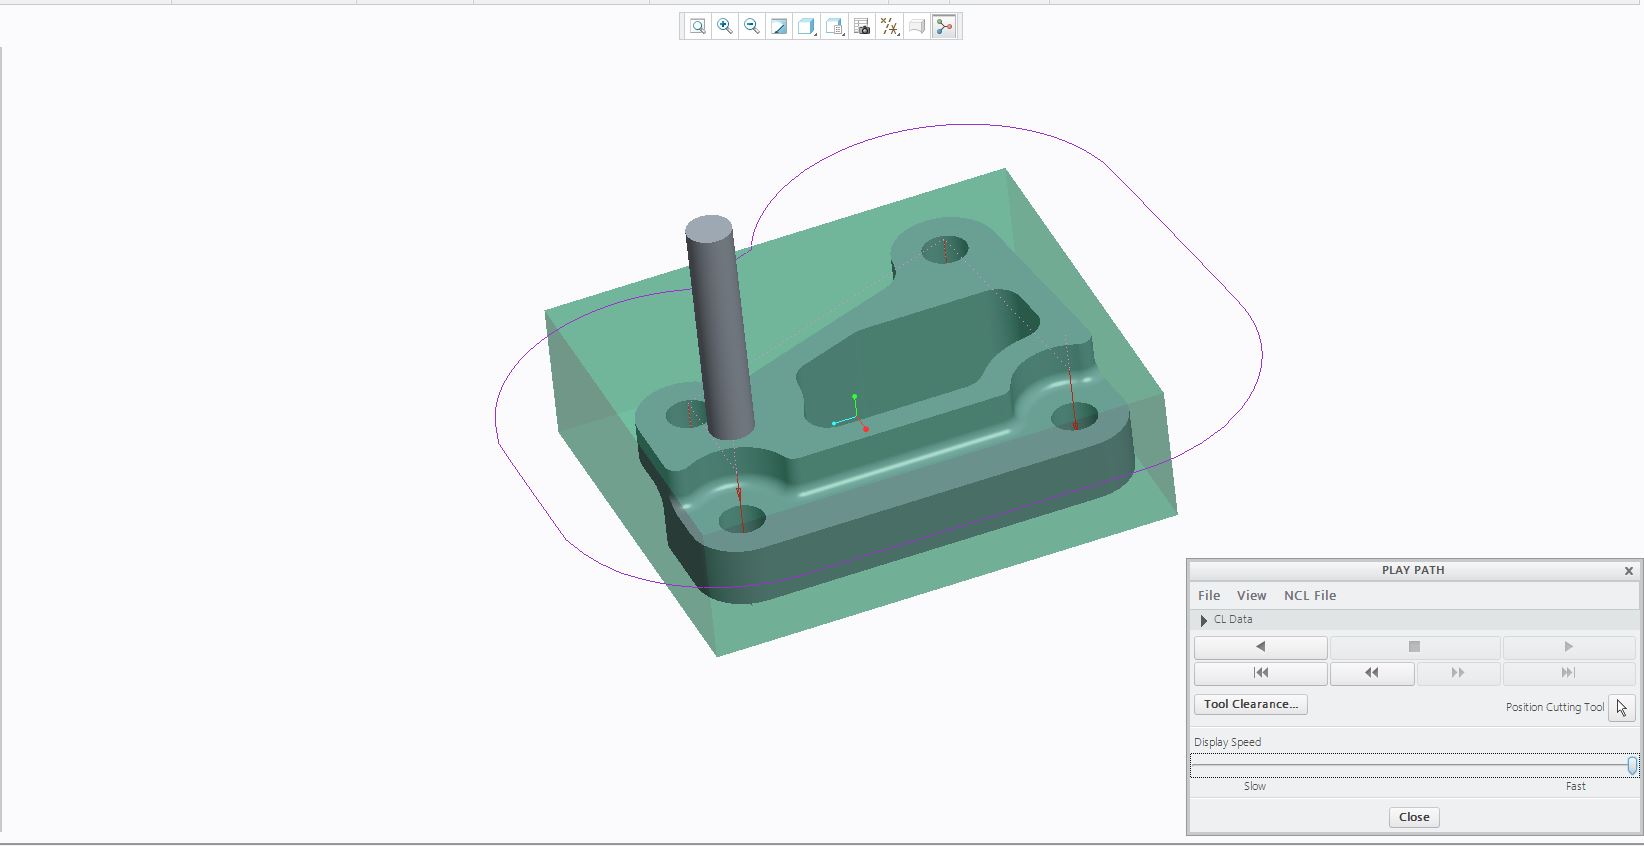 PLAY PATH
File View NCL File
CL Data
Tool Clearance...
Position Cutting Tool
Display Speed
Slow Fast
Close